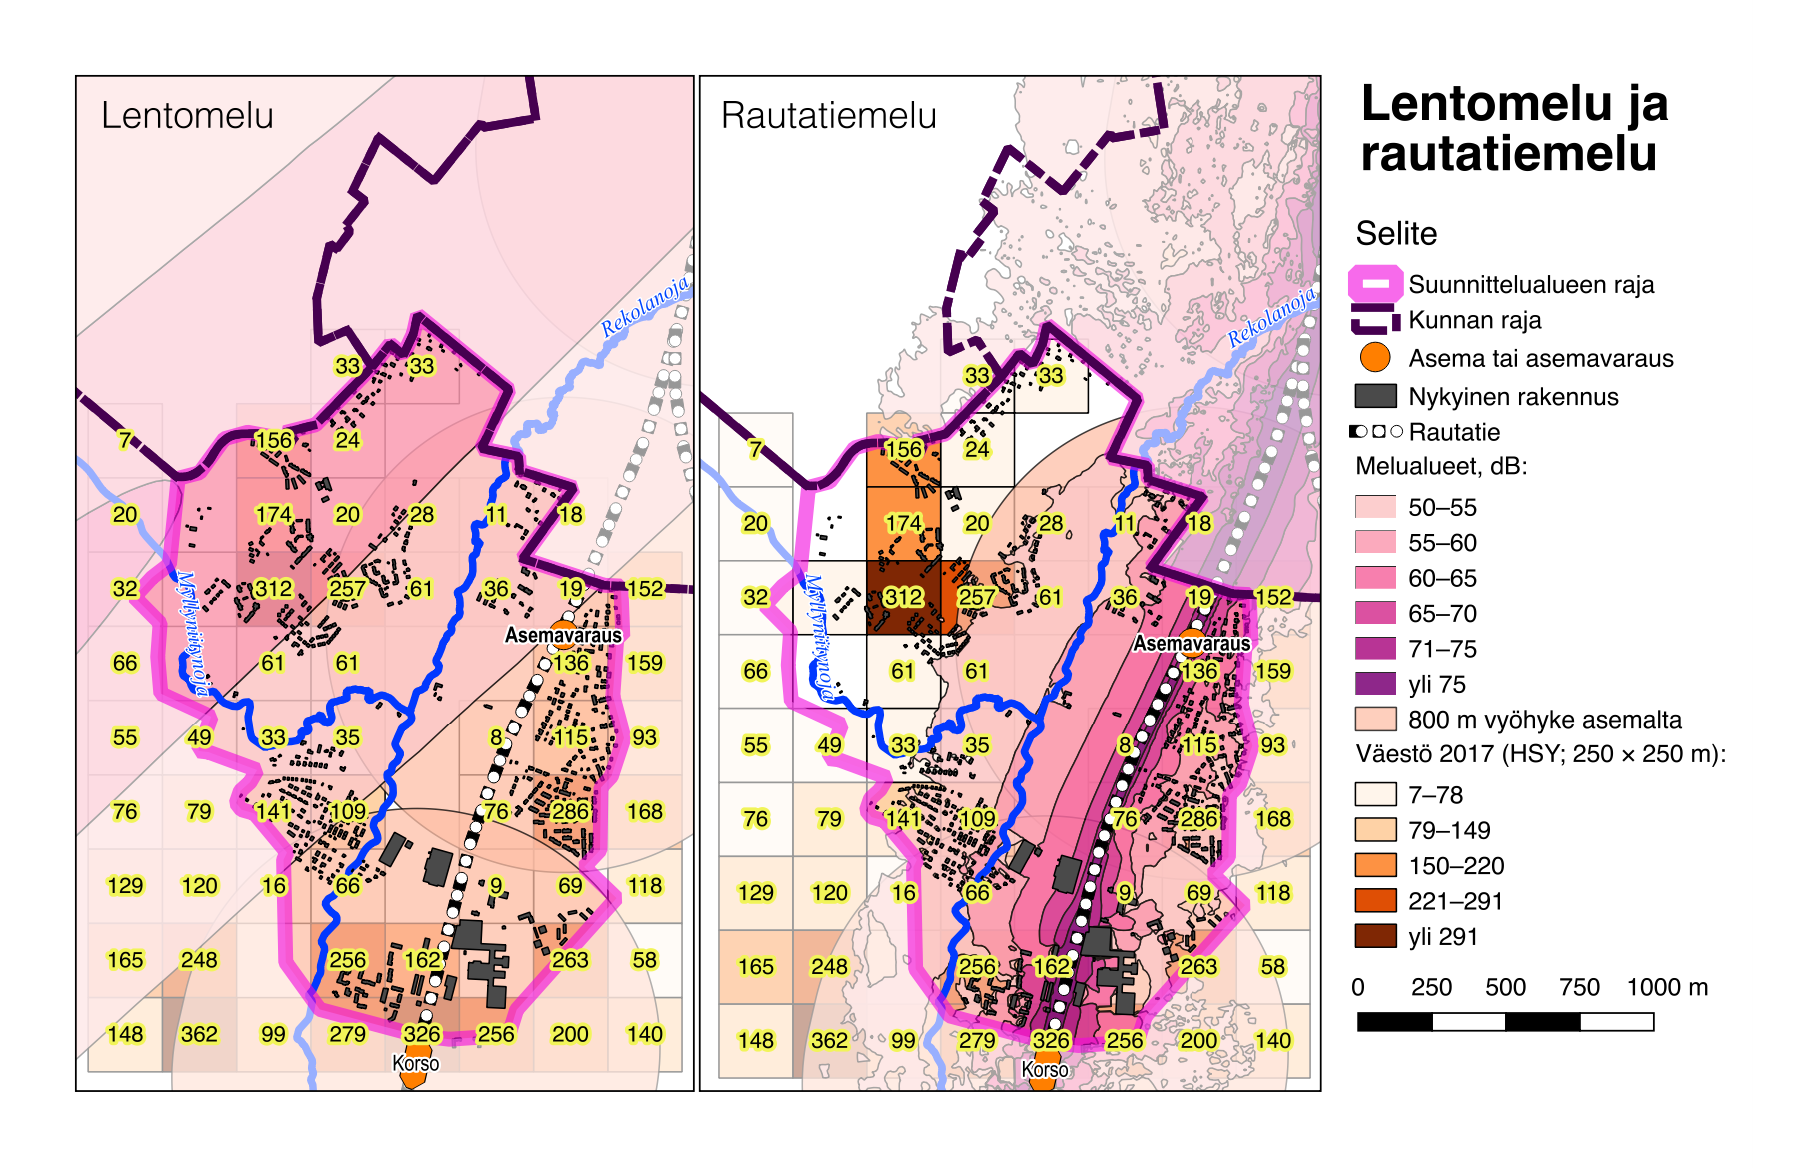 Lentomelu
Rekolanoja
33 33
7 156 24
20 174 20 28 11 18
32 312 257 61 36 19 152
Myllyniitynoja
Asemavaraus
66 61 61 136 159
55 49 33 35 8 115 93
76 79 141 109 76 286 168
129 120 16 66 9 69 118
165 248 256 162 263 58
148 362 99 279 326 256 200 140
Korso
Rautatiemelu
Rekolanoja
33 33
7 156 24
20 174 20 28 11 18
32 312 257 61 36 19 152
Myllyniitynoja
Asemavaraus
66 61 61 136 159
55 49 33 35 8 115 93
76 79 141 109 76 286 168
129 120 16 66 9 69 118
165 248 256 162 263 58
148 362 99 279 326 256 200 140
Korso
Lentomelu ja
rautatiemelu
Selite
Suunnittelualueen raja
Kunnan raja
Asema tai asemavaraus
Nykyinen rakennus
Rautatie
Melualueet, dB:
50–55
55–60
60–65
65–70
71–75
yli 75
800 m vyöhyke asemalta
Väestö 2017 (HSY; 250 × 250 m):
7–78
79–149
150–220
221–291
yli 291
0 250 500 750 1000 m